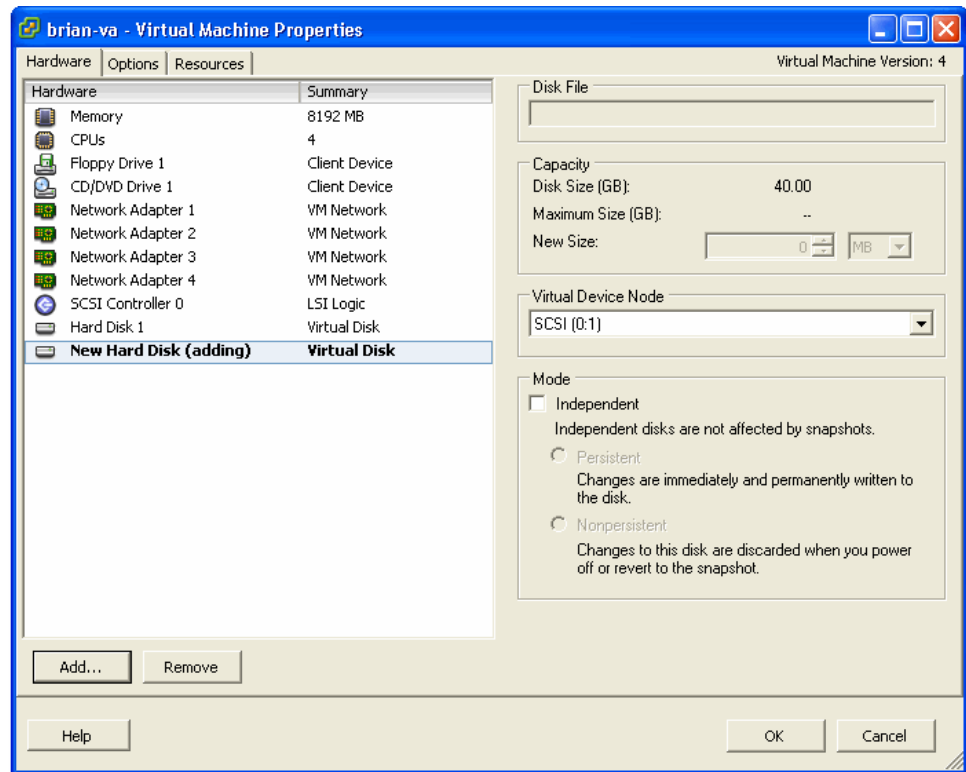 brian-va - Virtual Machine Properties
Hardware Options Resources Virtual Machine Version: 4
Hardware Summary
Memory 8192 MB
CPUs 4
Floppy Drive 1 Client Device
CD/DVD Drive 1 Client Device
Network Adapter 1 VM Network
Network Adapter 2 VM Network
Network Adapter 3 VM Network
Network Adapter 4 VM Network
SCSI Controller 0 LSI Logic
Hard Disk 1 Virtual Disk
New Hard Disk (adding) Virtual Disk
Add... Remove
Disk File
Capacity
Disk Size (GB): 40.00
Maximum Size (GB): --
New Size: 0 MB
Virtual Device Node
SCSI (0:1)
Mode
Independent
Independent disks are not affected by snapshots.
Persistent
Changes are immediately and permanently written to
the disk.
Nonpersistent
Changes to this disk are discarded when you power
off or revert to the snapshot.
Help OK Cancel